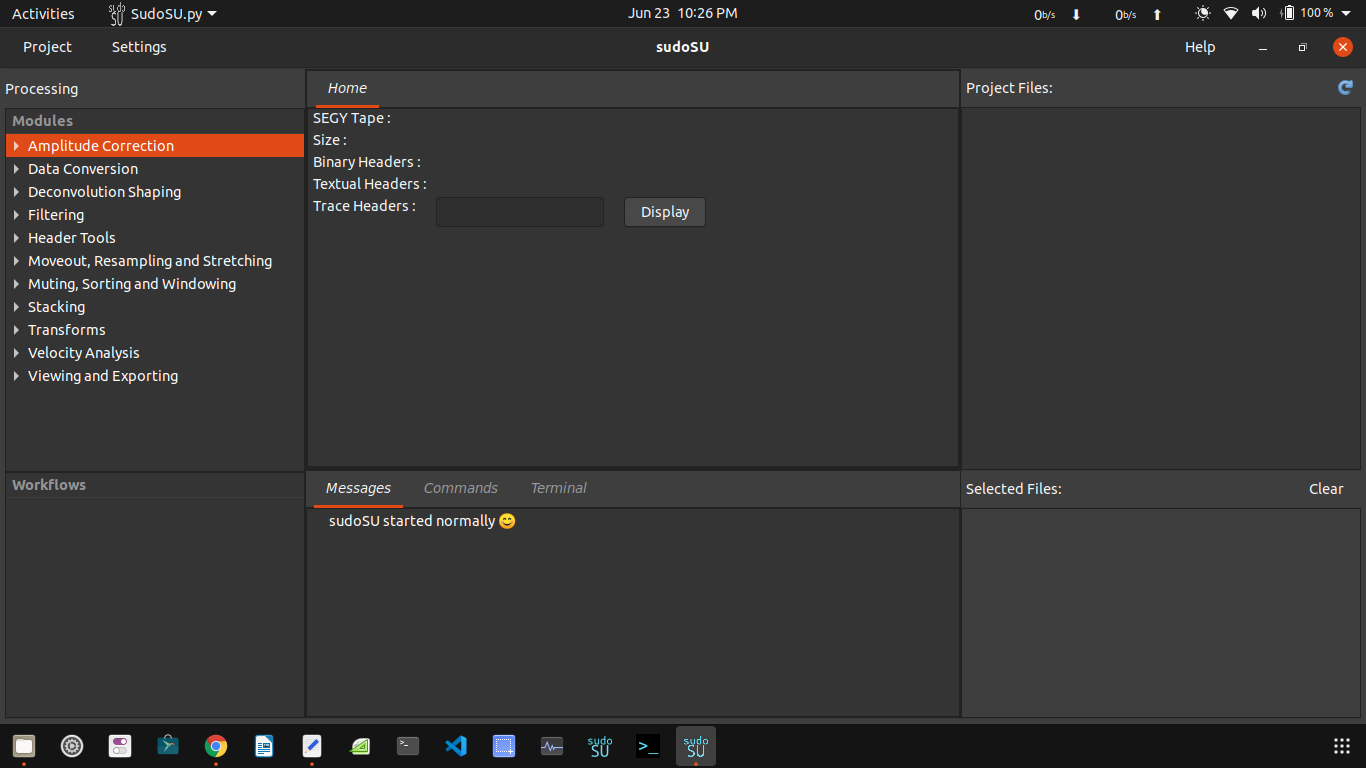 Activities sudo SU SudoSU.py Jun 23 10:26 PM 0b/s 0b/s 100 %
Project Settings sudoSU Help
Processing
Modules
Amplitude Correction
Data Conversion
Deconvolution Shaping
Filtering
Header Tools
Moveout, Resampling and Stretching
Muting, Sorting and Windowing
Stacking
Transforms
Velocity Analysis
Viewing and Exporting
Workflows
Home
SEGY Tape :
Size :
Binary Headers :
Textual Headers :
Trace Headers : Display
Messages Commands Terminal
sudoSU started normally 😊
Project Files:
Selected Files: Clear
>_ sudo SU >_ sudo SU